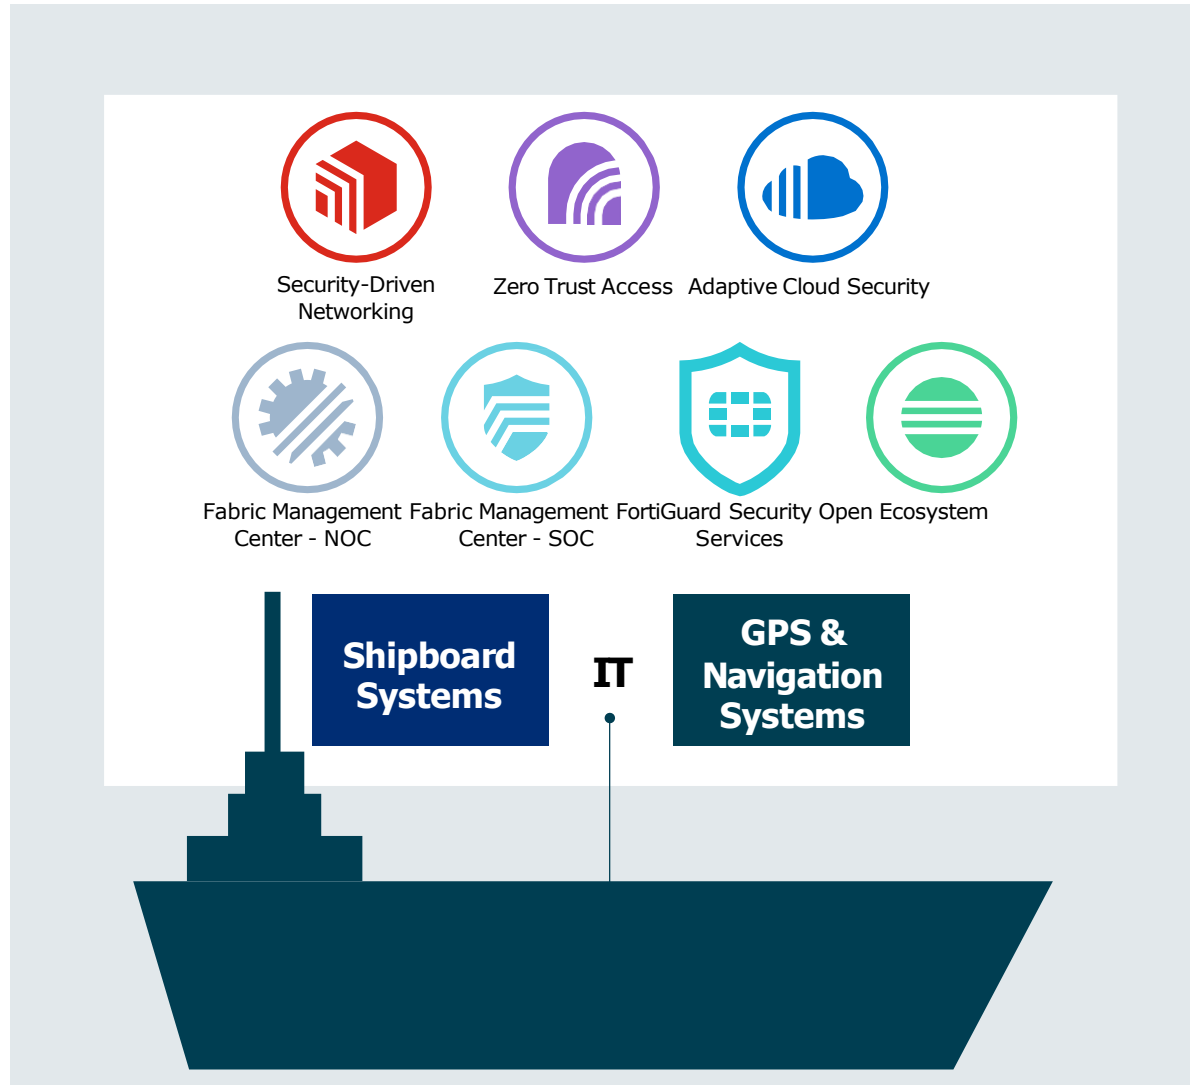 Security-Driven
Networking
Zero Trust Access
Adaptive Cloud Security
Fabric Management
Center - NOC
Fabric Management
Center - SOC
FortiGuard Security
Services
Open Ecosystem
Shipboard
Systems
IT
GPS &
Navigation
Systems